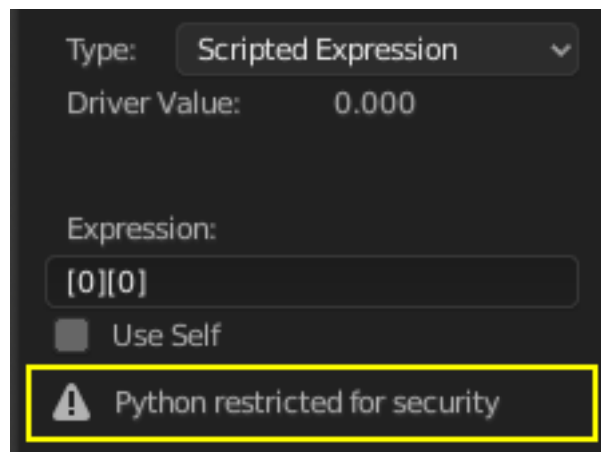 Type: Scripted Expression
Driver Value: 0.000
Expression:
[0][0]
Use Self
Python restricted for security